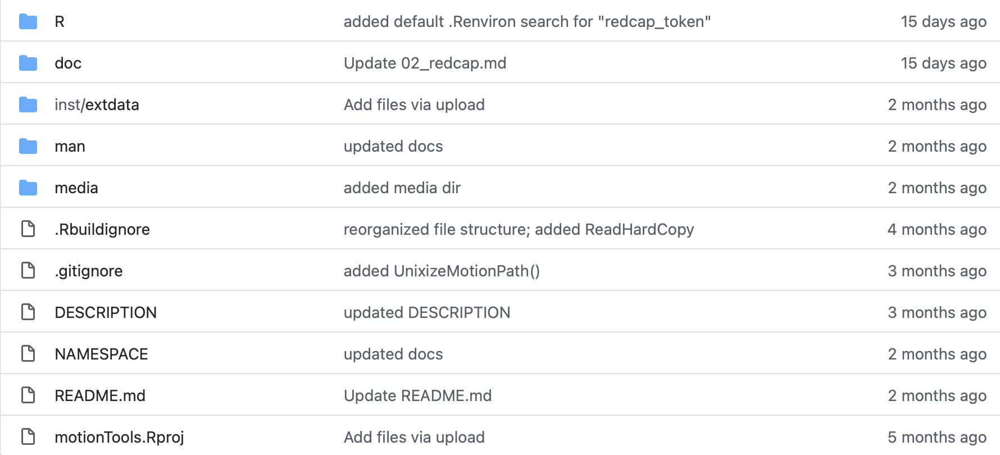 R added default .Renviron search for "redcap_token" 15 days ago
doc Update 02_redcap.md 15 days ago
inst/extdata Add files via upload 2 months ago
man updated docs 2 months ago
media added media dir 2 months ago
.Rbuildignore reorganized file structure; added ReadHardCopy 4 months ago
.gitignore added UnixizeMotionPath() 3 months ago
DESCRIPTION updated DESCRIPTION 3 months ago
NAMESPACE updated docs 2 months ago
README.md Update README.md 2 months ago
motionTools.Rproj Add files via upload 5 months ago